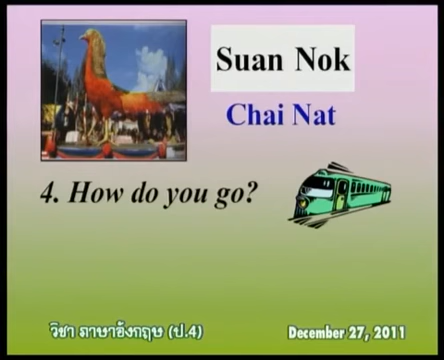 Suan Nok
Chai Nat
4. How do you go?
วิชา ภาษาอังกฤษ (ป.4)
December 27, 2011